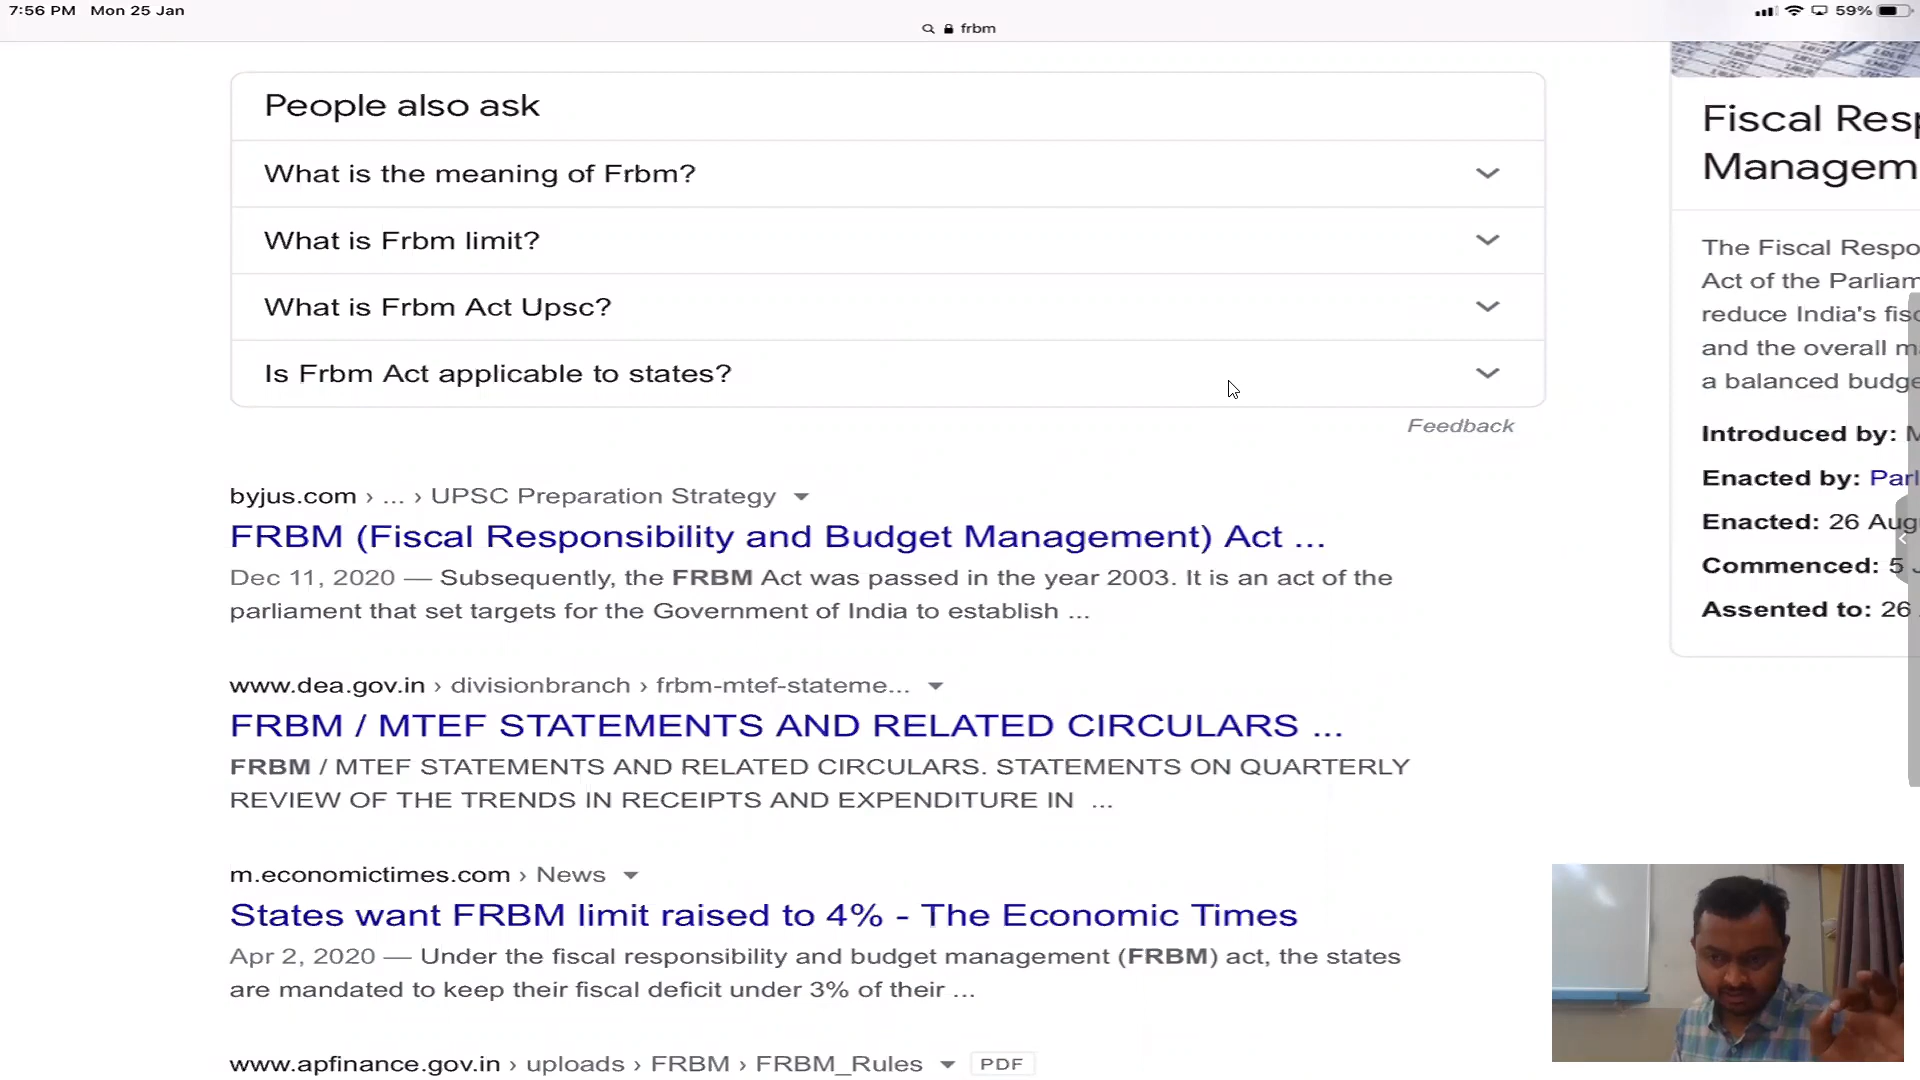 7:56 PM Mon 25 Jan
59%
frbm
People also ask
What is the meaning of Frbm?
What is Frbm limit?
What is Frbm Act Upsc?
Is Frbm Act applicable to states?
Feedback
byjus.com › ... › UPSC Preparation Strategy
FRBM (Fiscal Responsibility and Budget Management) Act ...
Dec 11, 2020 — Subsequently, the FRBM Act was passed in the year 2003. It is an act of the
parliament that set targets for the Government of India to establish ...
www.dea.gov.in › divisionbranch › frbm-mtef-stateme...
FRBM / MTEF STATEMENTS AND RELATED CIRCULARS ...
FRBM / MTEF STATEMENTS AND RELATED CIRCULARS. STATEMENTS ON QUARTERLY
REVIEW OF THE TRENDS IN RECEIPTS AND EXPENDITURE IN ...
m.economictimes.com › News
States want FRBM limit raised to 4% - The Economic Times
Apr 2, 2020 — Under the fiscal responsibility and budget management (FRBM) act, the states
are mandated to keep their fiscal deficit under 3% of their ...
www.apfinance.gov.in › uploads › FRBM › FRBM_Rules PDF
Fiscal Resp
Managem
The Fiscal Respo
Act of the Parliam
reduce India's fisc
and the overall m
a balanced budge
Introduced by: M
Enacted by: Parl
Enacted: 26 Aug
Commenced: 5 J
Assented to: 26